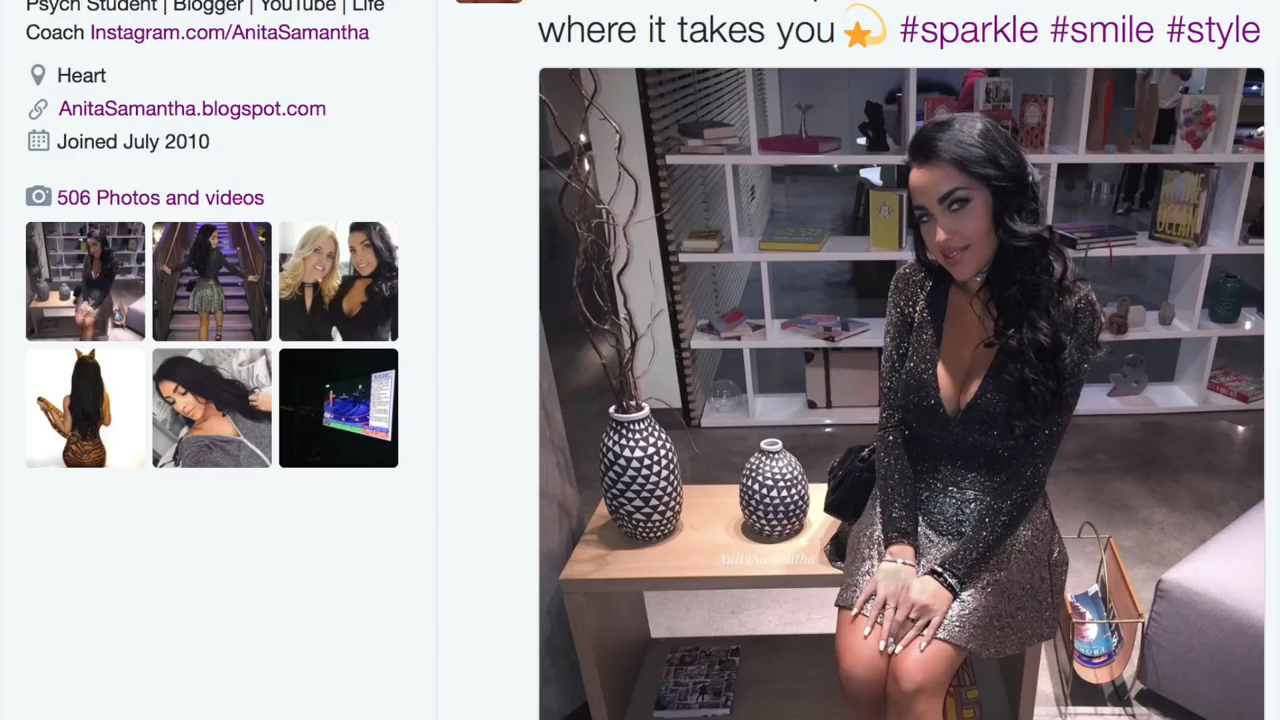 Psych Student | Blogger | YouTube | Life
Coach Instagram.com/AnitaSamantha
Heart
AnitaSamantha.blogspot.com
Joined July 2010
506 Photos and videos
where it takes you💫 #sparkle #smile #style
AnitaSamantha